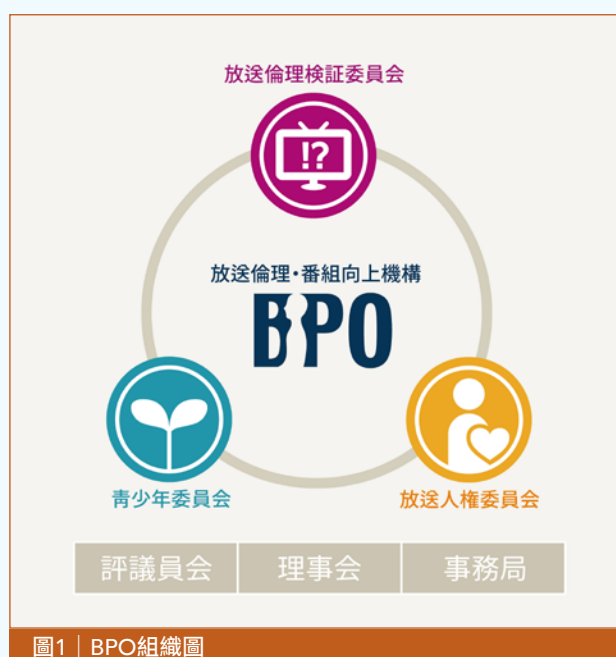 放送倫理検証委員会
!?
放送倫理・番組向上機構
BPO
青少年委員会
放送人権委員会
評議員会 理事会 事務局
圖1｜BPO組織圖